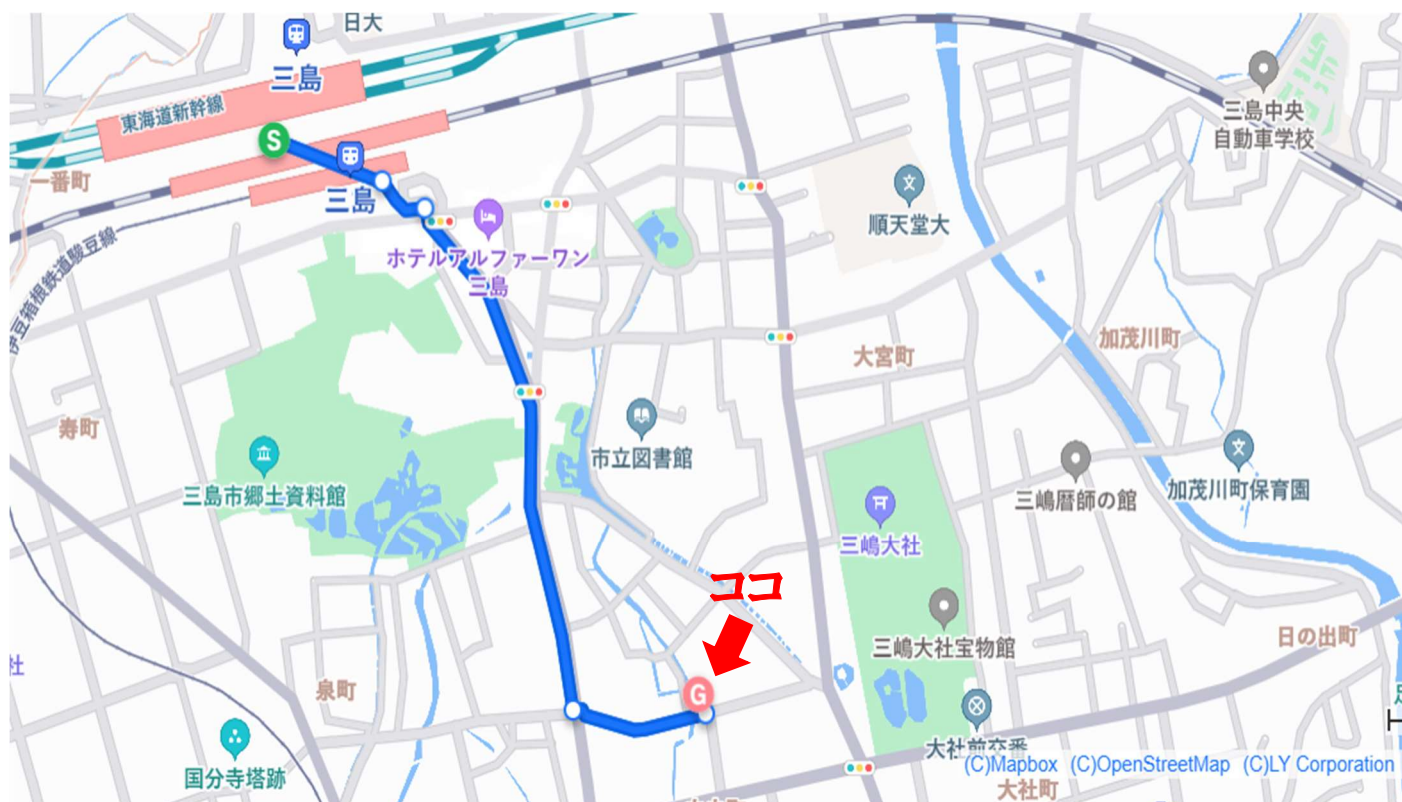 日大
三島
東海道新幹線
S
一番町
三島
伊豆箱根鉄道駿豆線
ホテルアルファーワン
三島
順天堂大
三島中央
自動車学校
寿町
三島市郷土資料館
市立図書館
大宮町
加茂川町
加茂川町保育園
三嶋暦師の館
三嶋大社
ココ
三嶋大社宝物館
日の出町
社
泉町
G
国分寺塔跡
大社前交番
(C)Mapbox (C)OpenStreetMap (C)LY Corporation
大社町